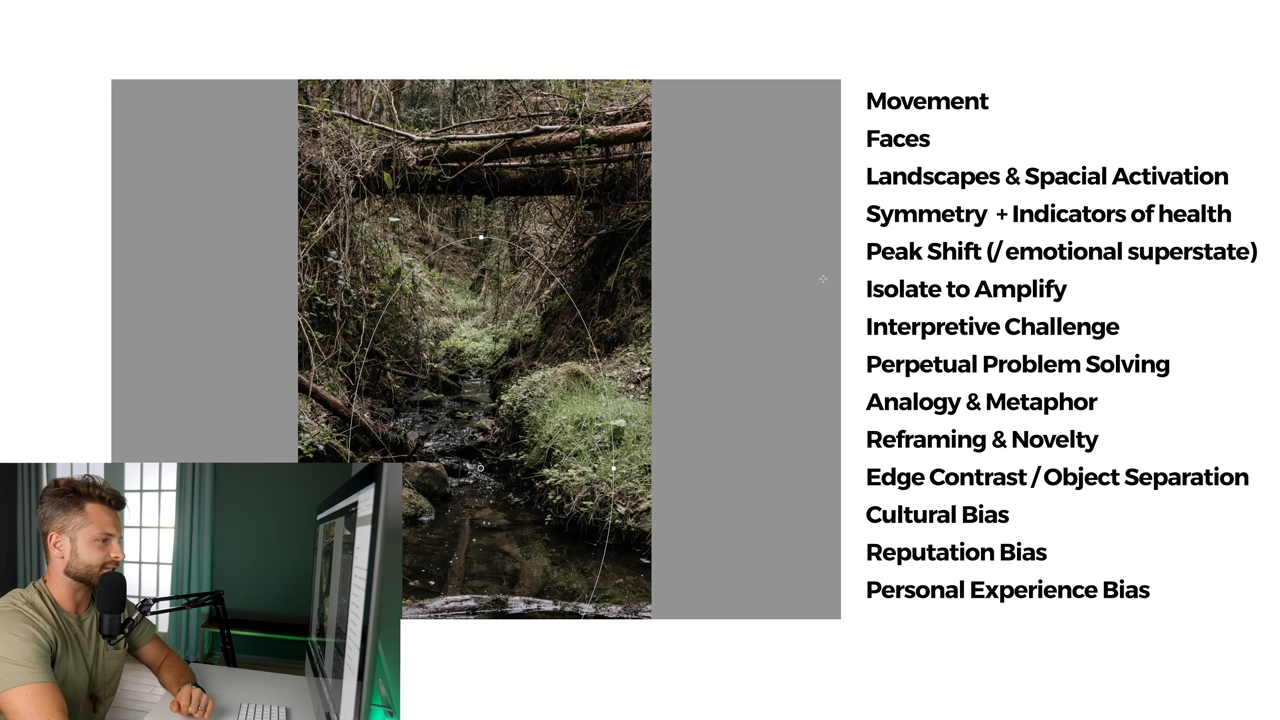 Movement
Faces
Landscapes & Spacial Activation
Symmetry + Indicators of health
Peak Shift (/ emotional superstate)
Isolate to Amplify
Interpretive Challenge
Perpetual Problem Solving
Analogy & Metaphor
Reframing & Novelty
Edge Contrast / Object Separation
Cultural Bias
Reputation Bias
Personal Experience Bias